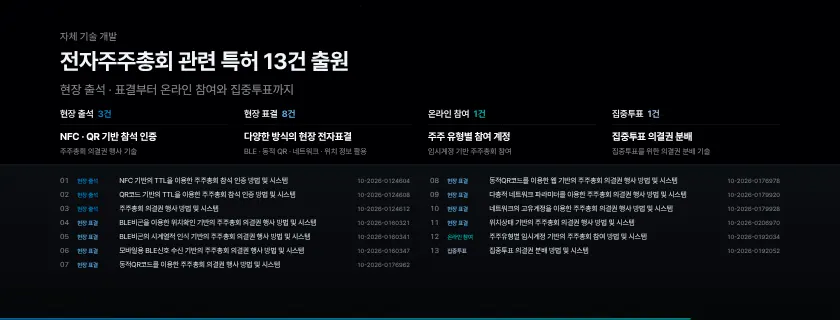 자체 기술 개발
전자주주총회 관련 특허 13건 출원
현장 출석 · 표결부터 온라인 참여와 집중투표까지
현장 출석 3건
NFC · QR 기반 참석 인증
주주총회 의결권 행사 기술
현장 표결 8건
다양한 방식의 현장 전자표결
BLE · 동적 QR · 네트워크 · 위치 정보 활용
온라인 참여 1건
주주 유형별 참여 계정
임시계정 기반 주주총회 참여
집중투표 1건
집중투표 의결권 분배
집중투표를 위한 의결권 분배 기술
01 현장 출석 NFC 기반의 TTL을 이용한 주주총회 참석 인증 방법 및 시스템 10-2026-0124604
02 현장 출석 QR코드 기반의 TTL을 이용한 주주총회 참석 인증 방법 및 시스템 10-2026-0124608
03 현장 출석 주주총회 의결권 행사 방법 및 시스템 10-2026-0124612
04 현장 표결 BLE비콘을 이용한 위치확인 기반의 주주총회 의결권 행사 방법 및 시스템 10-2026-0160321
05 현장 표결 BLE비콘의 시계열적 인식 기반의 주주총회 의결권 행사 방법 및 시스템 10-2026-0160341
06 현장 표결 모바일용 BLE신호 수신 기반의 주주총회 의결권 행사 방법 및 시스템 10-2026-0160347
07 현장 표결 동적QR코드를 이용한 주주총회 의결권 행사 방법 및 시스템 10-2026-0176962
08 현장 표결 동적QR코드를 이용한 웹 기반의 주주총회 의결권 행사 방법 및 시스템 10-2026-0176978
09 현장 표결 다층적 네트워크 파라미터를 이용한 주주총회 의결권 행사 방법 및 시스템 10-2026-0179920
10 현장 표결 네트워크의 고유계정을 이용한 주주총회 의결권 행사 방법 및 시스템 10-2026-0179928
11 현장 표결 위치상태 기반의 주주총회 의결권 행사 방법 및 시스템 10-2026-0206970
12 온라인 참여 주주유형별 임시계정 기반의 주주총회 참여 방법 및 시스템 10-2026-0192034
13 집중투표 집중투표 의결권 분배 방법 및 시스템 10-2026-0192052